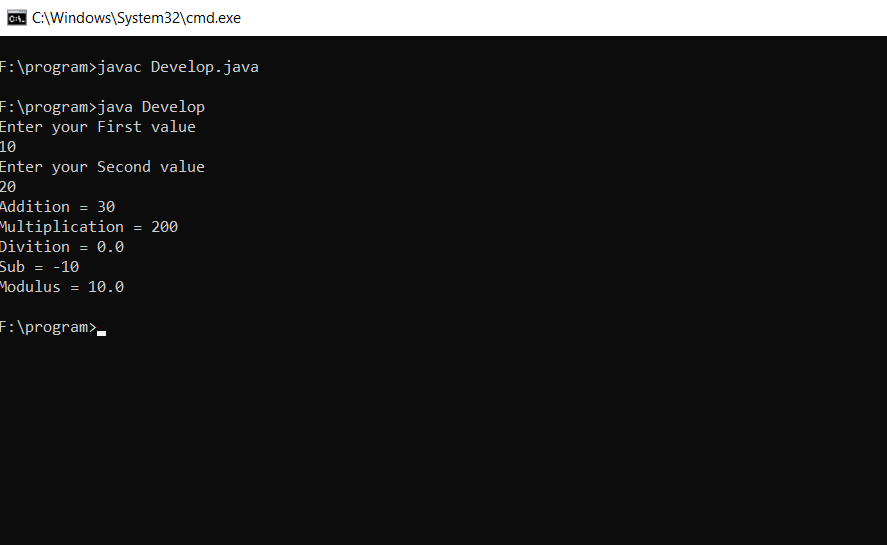 C:\Windows\System32\cmd.exe
F:\program>javac Develop.java
F:\program>java Develop
Enter your First value
10
Enter your Second value
20
Addition = 30
Multiplication = 200
Divition = 0.0
Sub = -10
Modulus = 10.0
F:\program>